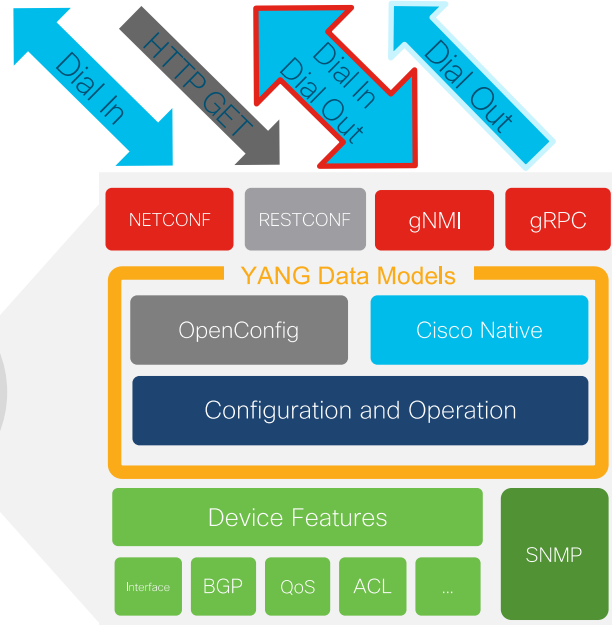 Dial In
HTTP GET
Dial In
Dial Out
Dial Out
NETCONF
RESTCONF
gNMI
gRPC
YANG Data Models
OpenConfig
Cisco Native
Configuration and Operation
Device Features
SNMP
Interface
BGP
QoS
ACL
...